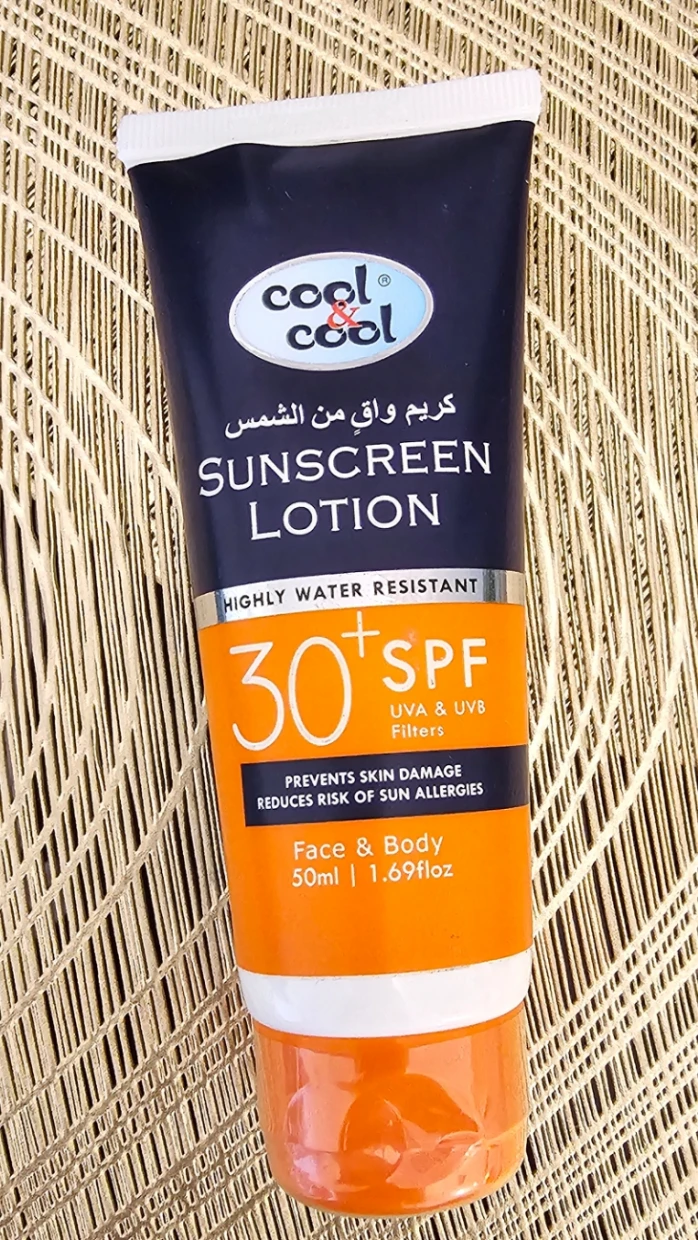 cool®
&
cool
كريم واقٍ من الشمس
SUNSCREEN
LOTION
HIGHLY WATER RESISTANT
30+ SPF
UVA & UVB
Filters
PREVENTS SKIN DAMAGE
REDUCES RISK OF SUN ALLERGIES
Face & Body
50ml | 1.69floz